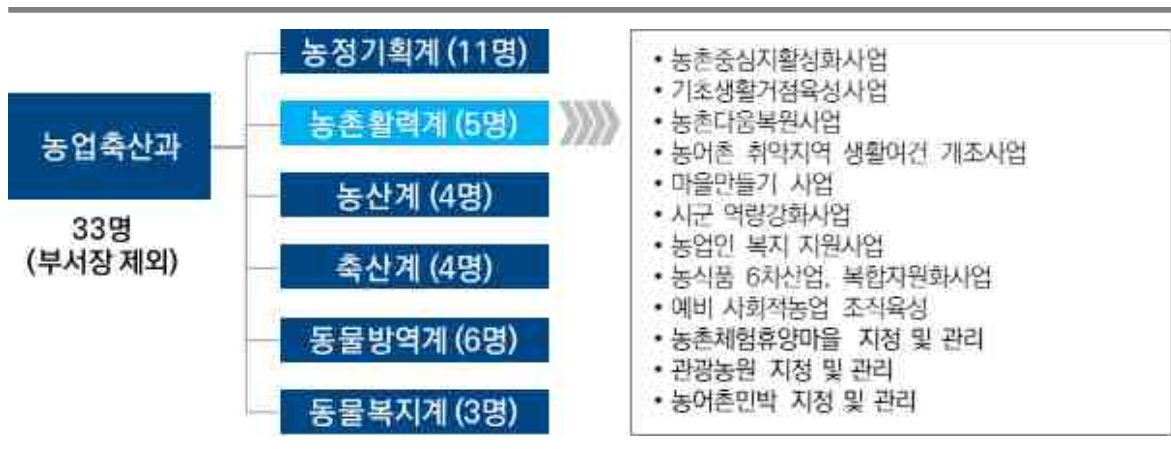 농업축산과
33명
(부서장 제외)
농정기획계 (11명)
농촌활력계 (5명)
농산계 (4명)
축산계 (4명)
동물방역계 (6명)
동물복지계 (3명)
• 농촌중심지활성화사업
• 기초생활거점육성사업
• 농촌다움복원사업
• 농어촌 취약지역 생활여건 개조사업
• 마을만들기 사업
• 시군 역량강화사업
• 농업인 복지 지원사업
• 농식품 6차산업, 복합자원화사업
• 예비 사회적농업 조직육성
• 농촌체험휴양마을 지정 및 관리
• 관광농원 지정 및 관리
• 농어촌민박 지정 및 관리